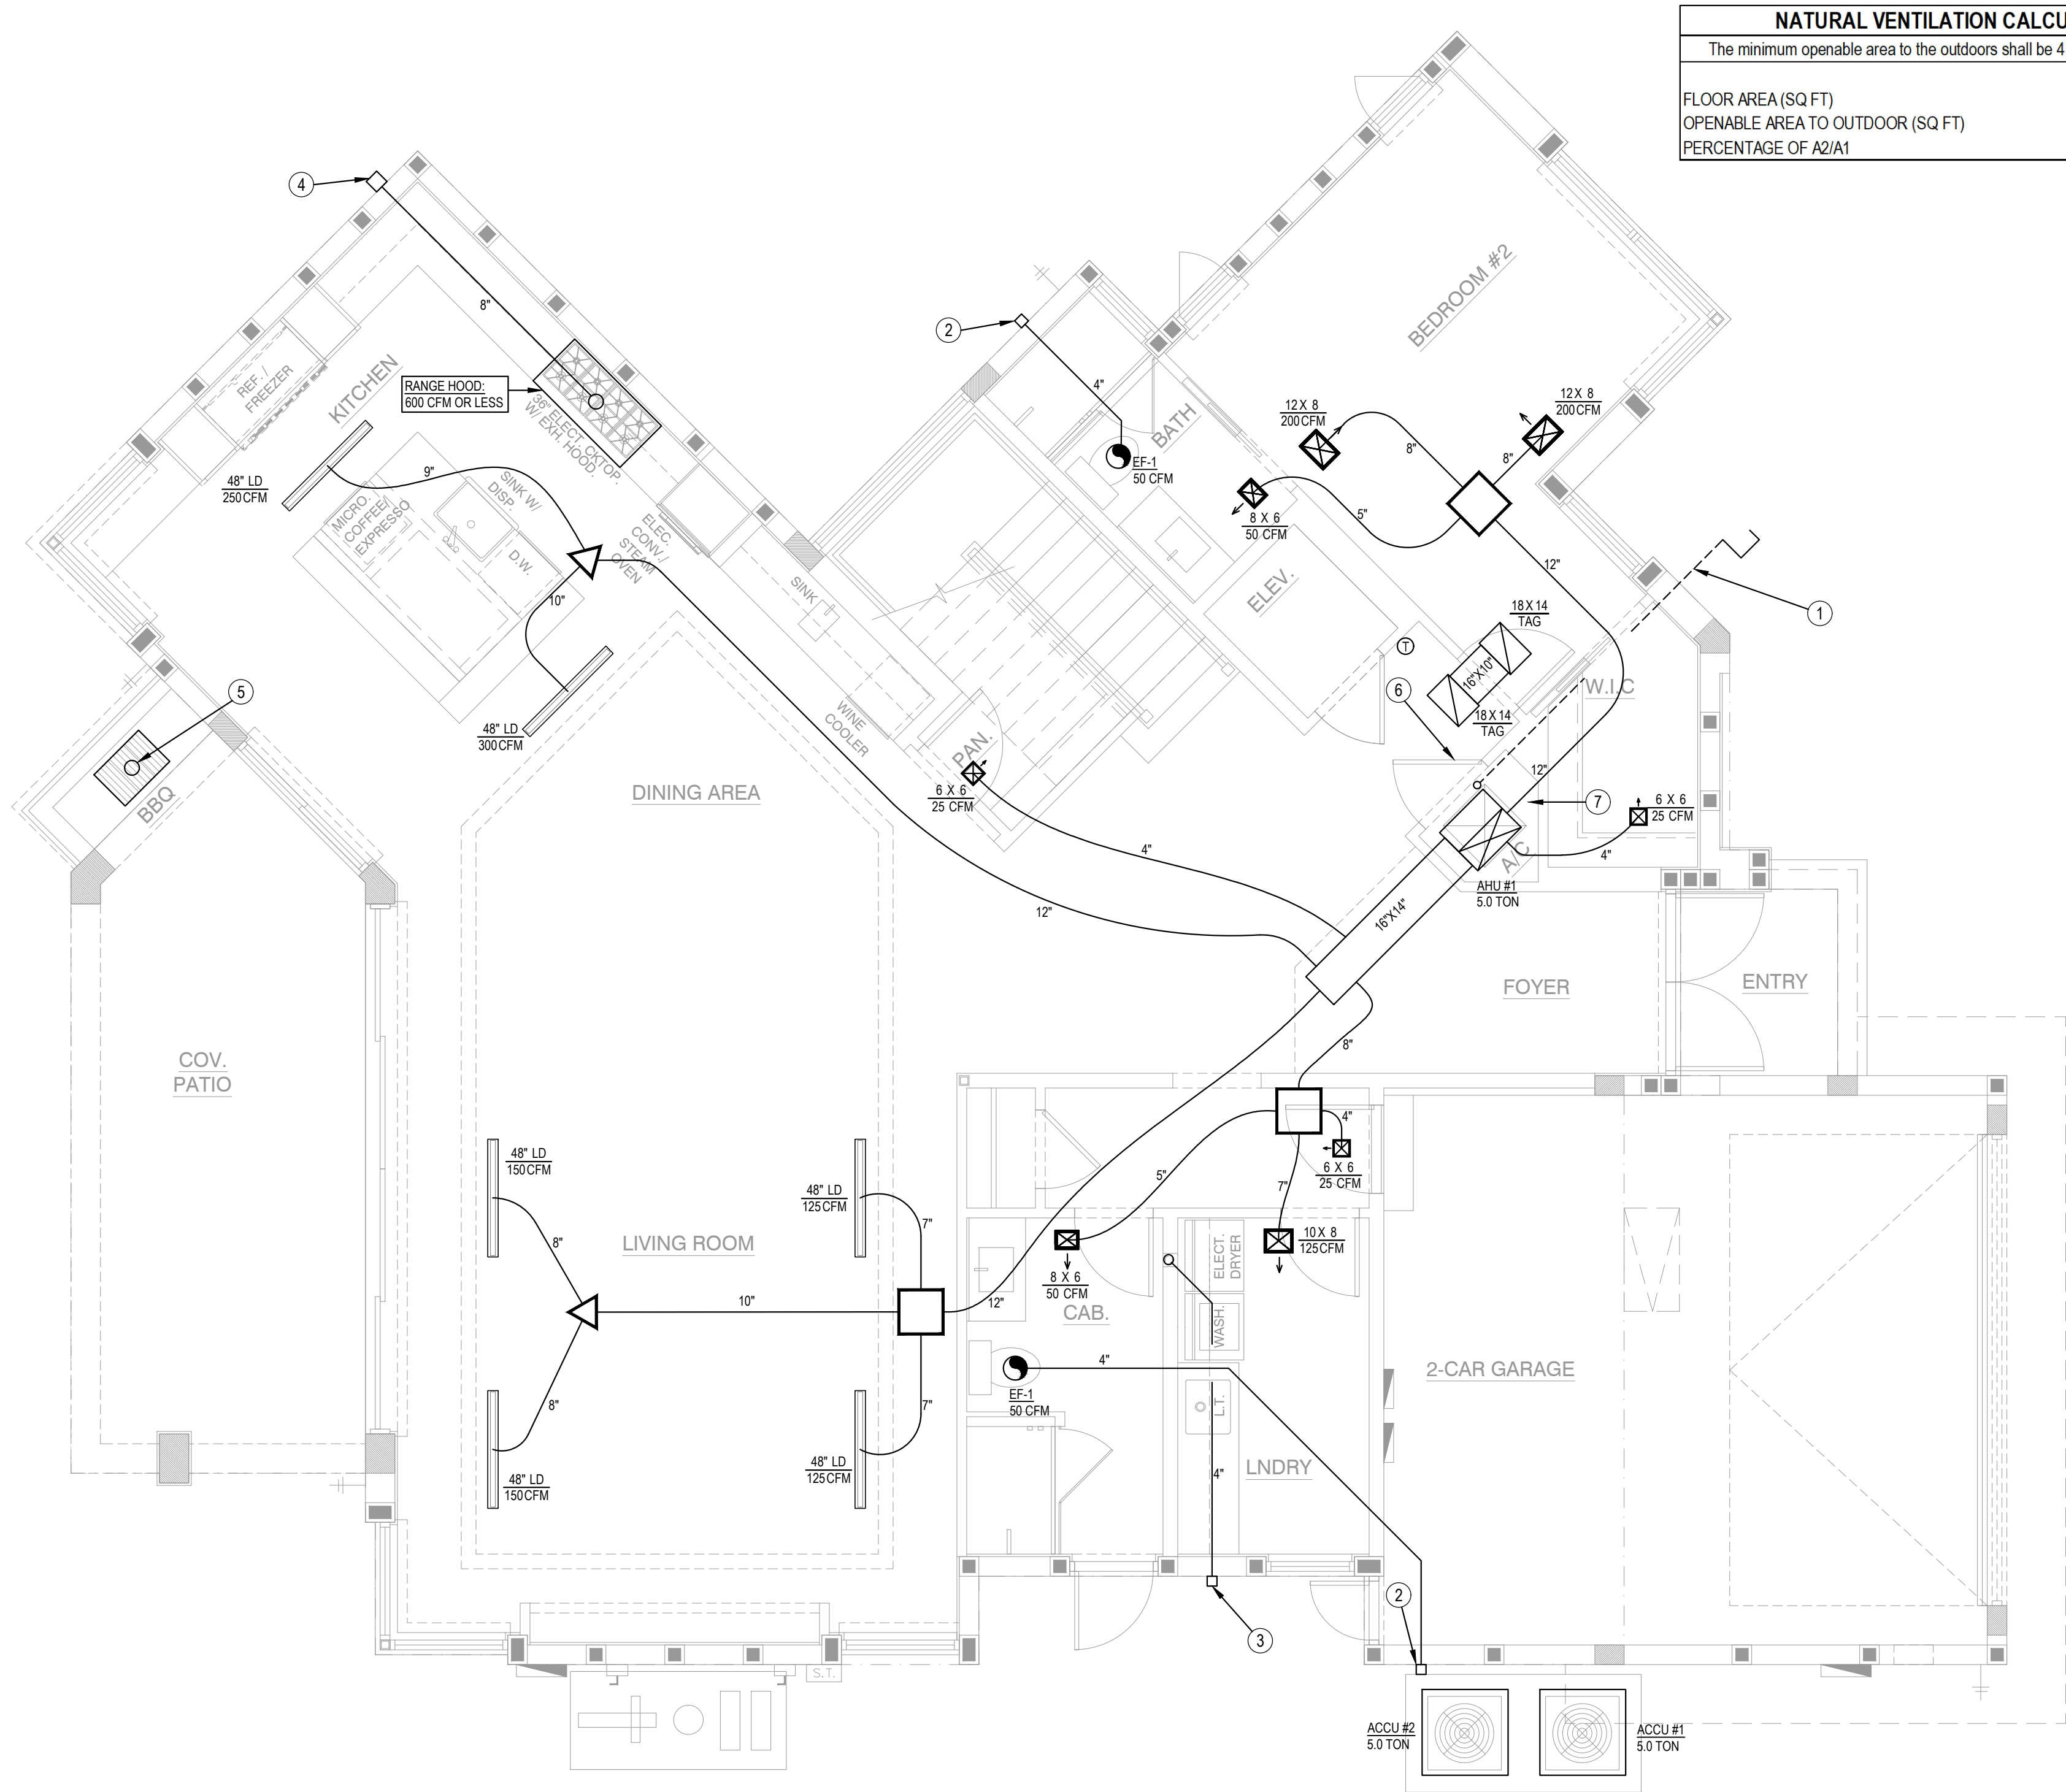 NATURAL VENTILATION CALCU
The minimum openable area to the outdoors shall be 4
FLOOR AREA (SQ FT)
OPENABLE AREA TO OUTDOOR (SQ FT)
PERCENTAGE OF A2/A1
4
8"
REF. /
FREEZER
KITCHEN
RANGE HOOD:
600 CFM OR LESS
36" ELECT. CKTOP.
W/ EXH. HOOD.
48" LD
250 CFM
9"
MICRO.
COFFEE/
EXPRESSO
SINK W/
DISP.
D.W.
ELEC.
CONV./
STEAM
OVEN
10"
SINK
48" LD
300 CFM
WINE
COOLER
PAN.
6 X 6
25 CFM
5
BBQ
DINING AREA
2
4"
BATH
EF-1
50 CFM
BEDROOM #2
12 X 8
200 CFM
8"
12 X 8
200 CFM
8"
8 X 6
50 CFM
5"
ELEV.
12"
1
18 X 14
TAG
T
16"X10"
6
18 X 14
TAG
W.I.C
12"
7
6 X 6
25 CFM
4"
A/C
AHU #1
5.0 TON
4"
12"
16"X14"
FOYER
ENTRY
8"
COV.
PATIO
48" LD
150 CFM
48" LD
125 CFM
7"
8"
LIVING ROOM
10"
12"
8"
7"
48" LD
150 CFM
48" LD
125 CFM
4"
6 X 6
25 CFM
5"
7"
10 X 8
125 CFM
8 X 6
50 CFM
CAB.
ELECT.
DRYER
WASH.
4"
EF-1
50 CFM
L.T.
4"
LNDRY
2-CAR GARAGE
3
2
S.T.
ACCU #2
5.0 TON
ACCU #1
5.0 TON